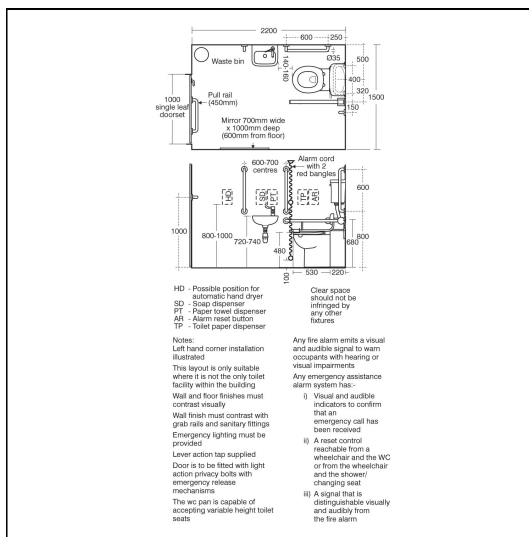 2200
600
250
Waste bin
140-160
Ø35
500
400
320
150
1500
1000
single leaf
doorset
Pull rail
(450mm)
Mirror 700mm wide
x 1000mm deep
(600mm from floor)
600-700
centres
Alarm cord
with 2
red bangles
HD
SD
PT
TP
AR
600
1000
800-1000
720-740
480
800
680
100
530
220
HD - Possible position for
automatic hand dryer
SD - Soap dispenser
PT - Paper towel dispenser
AR - Alarm reset button
TP - Toilet paper dispenser
Clear space
should not be
infringed by
any other
fixtures
Notes:
Left hand corner installation
illustrated
This layout is only suitable
where it is not the only toilet
facility within the building
Wall and floor finishes must
contrast visually
Wall finish must contrast with
grab rails and sanitary fittings
Emergency lighting must be
provided
Lever action tap supplied
Door is to be fitted with light
action privacy bolts with
emergency release
mechanisms
The wc pan is capable of
accepting variable height toilet
seats
Any fire alarm emits a visual
and audible signal to warn
occupants with hearing or
visual impairments
Any emergency assistance
alarm system has:-
i) Visual and audible
indicators to confirm
that an
emergency call has
been received
ii) A reset control
reachable from a
wheelchair and the WC
or from the wheelchair
and the shower/
changing seat
iii) A signal that is
distinguishable visually
and audibly from
the fire alarm